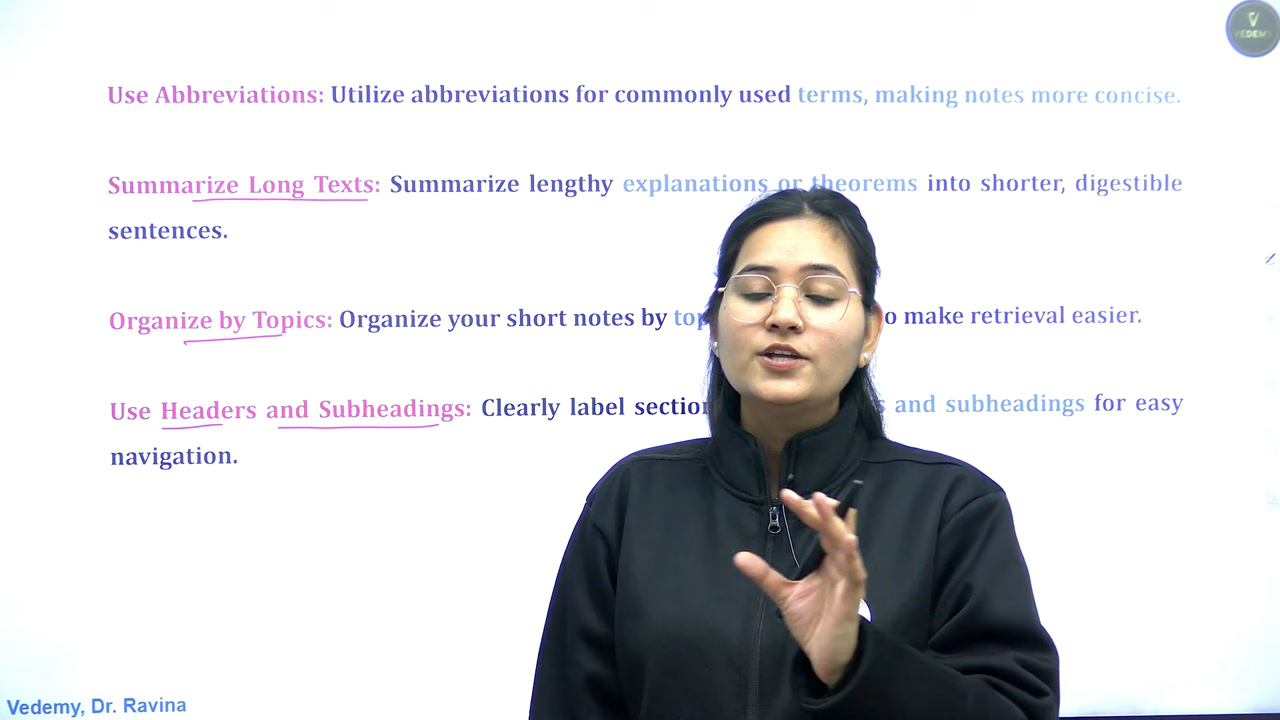 VEDEMY
Use Abbreviations: Utilize abbreviations for commonly used terms, making notes more concise.
Summarize Long Texts: Summarize lengthy explanations or theorems into shorter, digestible
sentences.
Organize by Topics: Organize your short notes by make retrieval easier.
Use Headers and Subheadings: Clearly label and subheadings for easy
navigation.
Vedemy, Dr. Ravina